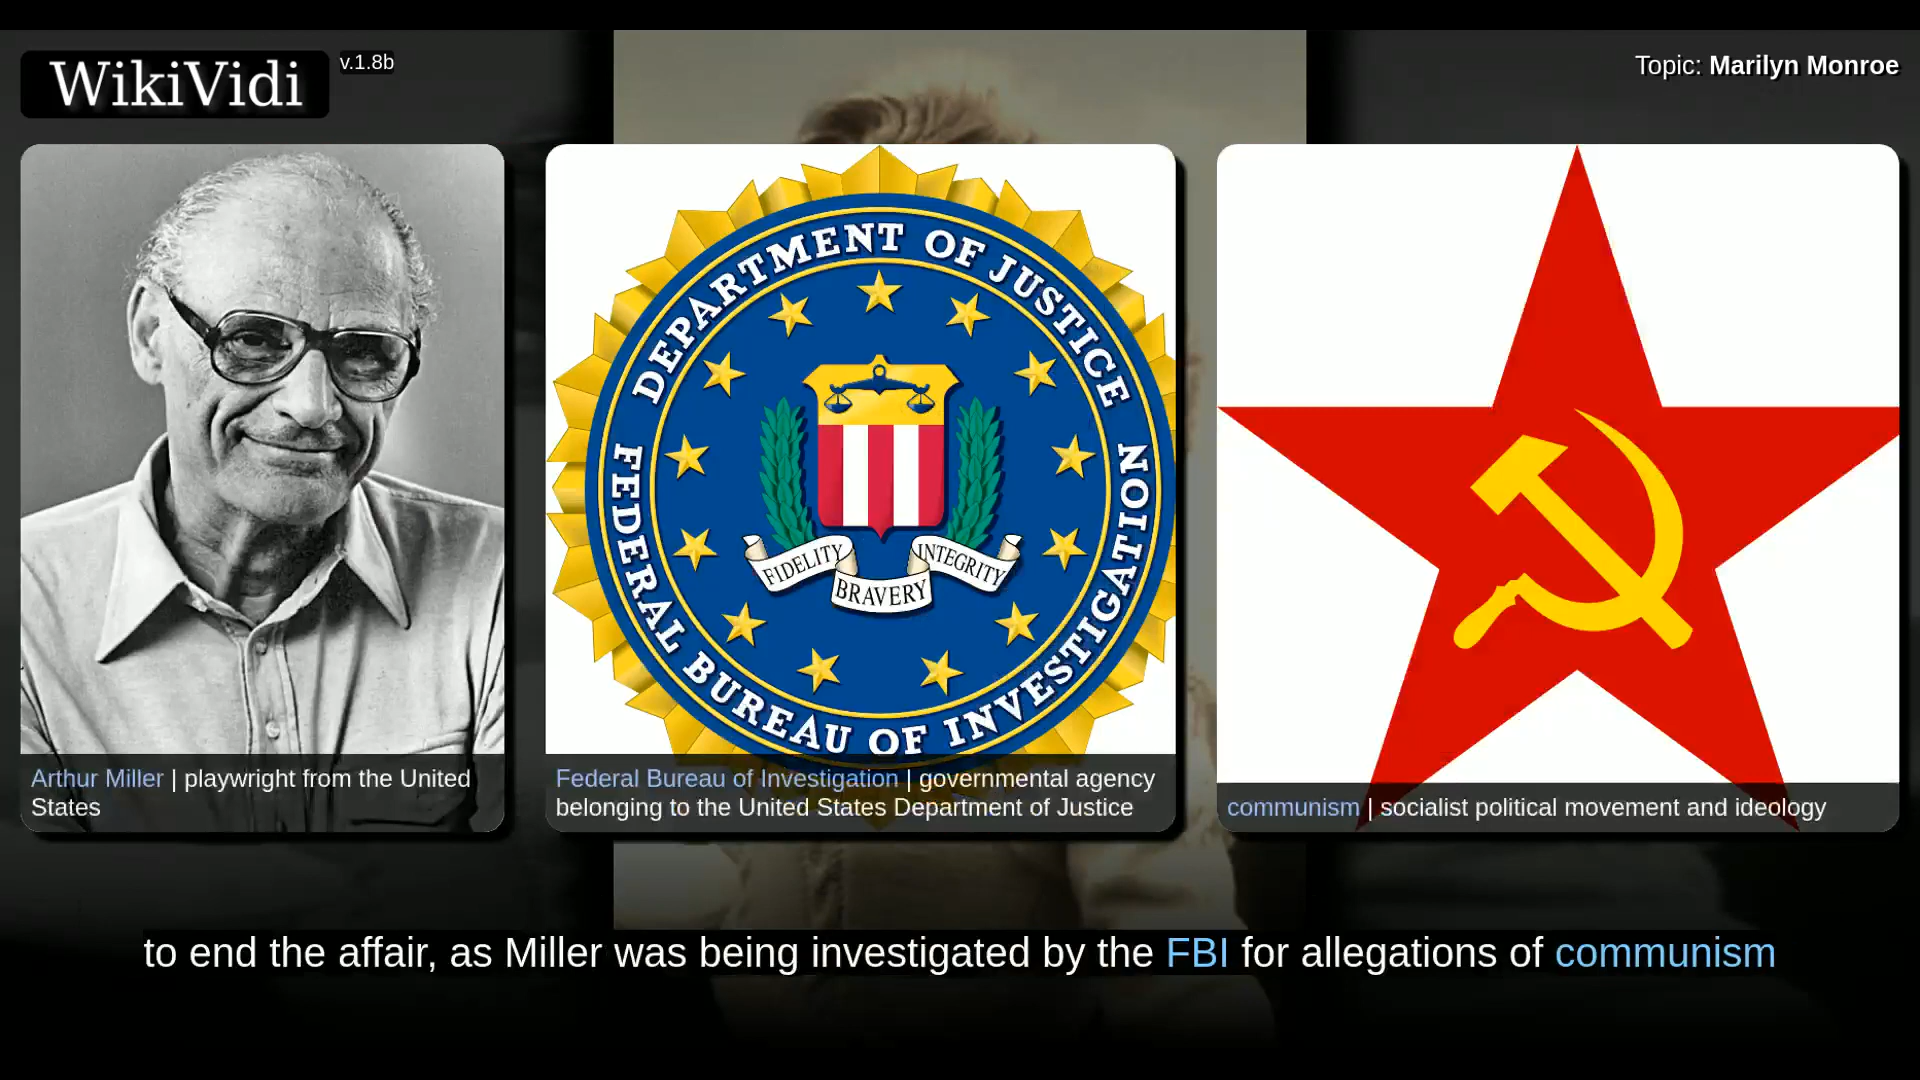 WikiVidi
v.1.8b
Topic: Marilyn Monroe
DEPARTMENT OF JUSTICE
FEDERAL BUREAU OF INVESTIGATION
FIDELITY
BRAVERY
INTEGRITY
Arthur Miller | playwright from the United
States
Federal Bureau of Investigation | governmental agency
belonging to the United States Department of Justice
communism | socialist political movement and ideology
to end the affair, as Miller was being investigated by the FBI for allegations of communism